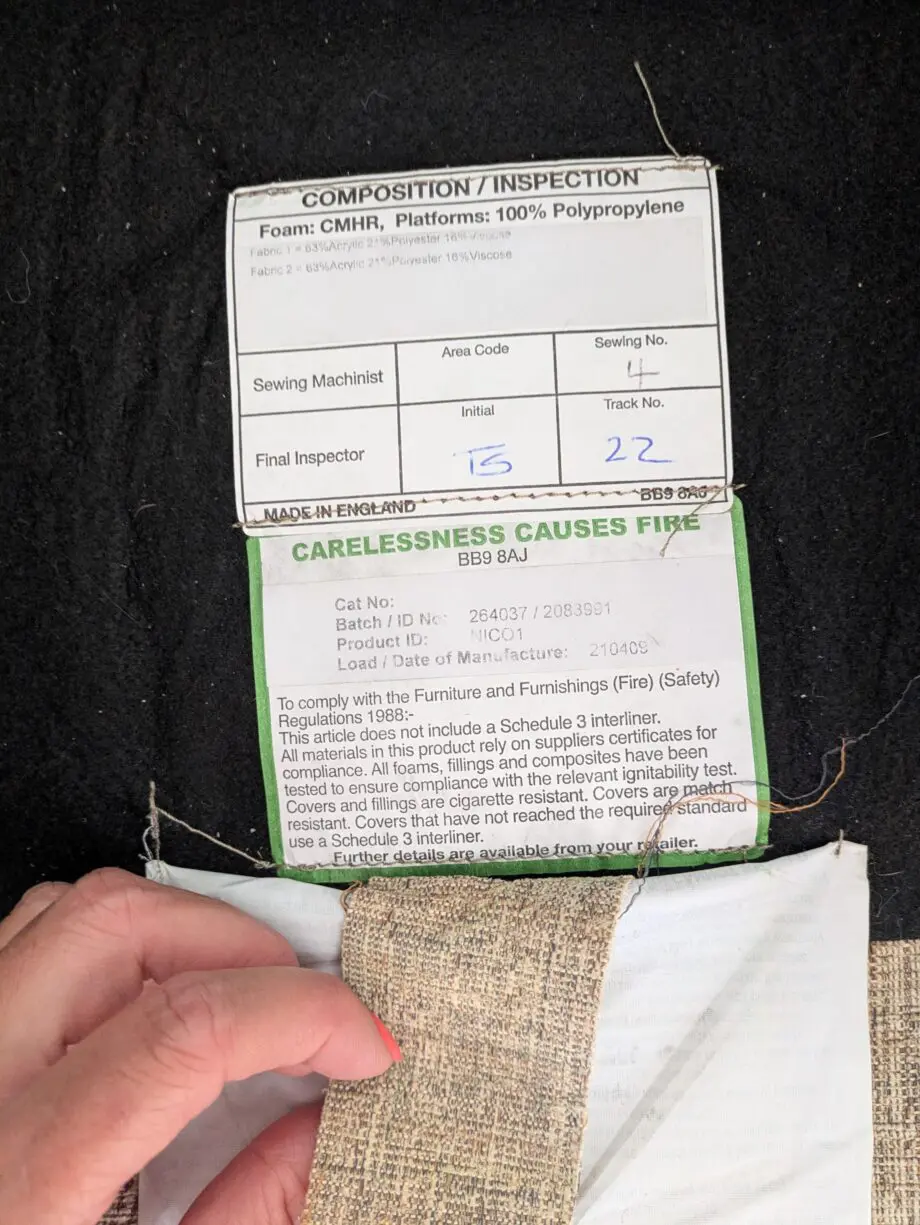 COMPOSITION / INSPECTION
Foam: CMHR, Platforms: 100% Polypropylene
Fabric 1 = 63%Acrylic 21%Polyester 16%Viscose
Fabric 2 = 63%Acrylic 21%Polyester 16%Viscose
Sewing Machinist
Area Code
Sewing No.
4
Final Inspector
Initial
TS
Track No.
22
MADE IN ENGLAND
BB9 8AJ
CARELESSNESS CAUSES FIRE
BB9 8AJ
Cat No:
Batch / ID No: 264037 / 2083991
Product ID: NICO1
Load / Date of Manufacture: 210409
To comply with the Furniture and Furnishings (Fire) (Safety)
Regulations 1988:-
This article does not include a Schedule 3 interliner.
All materials in this product rely on suppliers certificates for
compliance. All foams, fillings and composites have been
tested to ensure compliance with the relevant ignitability test.
Covers and fillings are cigarette resistant. Covers are match
resistant. Covers that have not reached the required standard
use a Schedule 3 interliner.
Further details are available from your retailer.